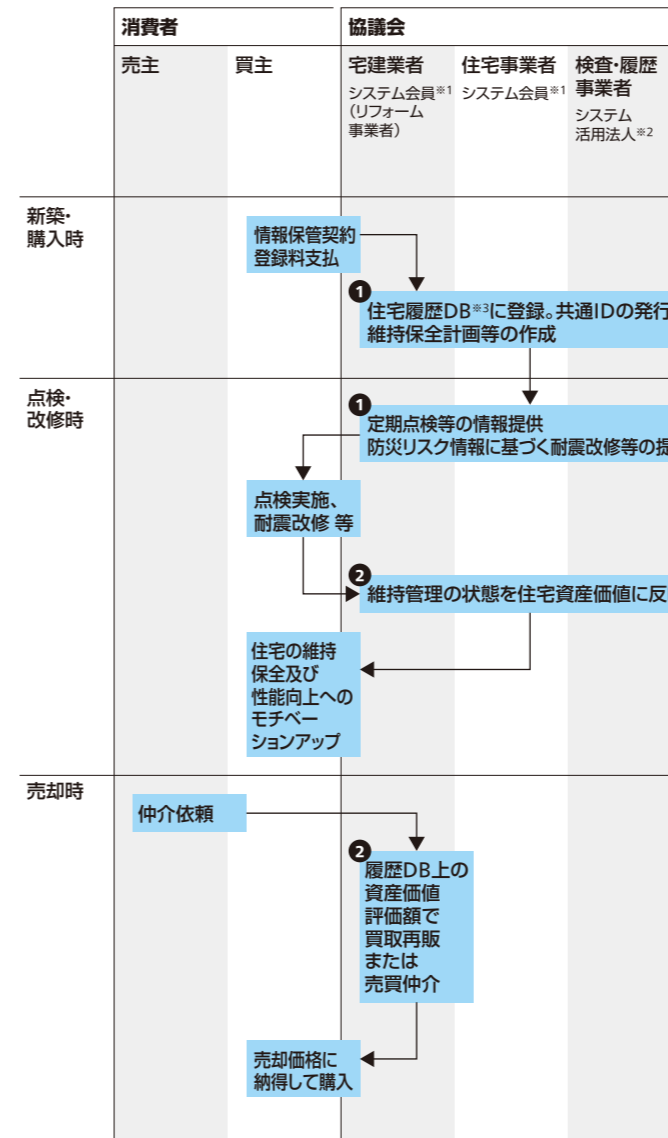 消費者
協議会
売主
買主
宅建業者
システム会員※1
(リフォーム
事業者)
住宅事業者
システム会員※1
検査・履歴
事業者
システム
活用法人※2
新築・
購入時
情報保管契約
登録料支払
❶
住宅履歴DB※3に登録。共通IDの発行
維持保全計画等の作成
点検・
改修時
❶
定期点検等の情報提供
防災リスク情報に基づく耐震改修等の提
点検実施、
耐震改修 等
❷
維持管理の状態を住宅資産価値に反
住宅の維持
保全及び
性能向上への
モチベー
ションアップ
売却時
仲介依頼
❷
履歴DB上の
資産価値
評価額で
買取再販
または
売買仲介
売却価格に
納得して購入